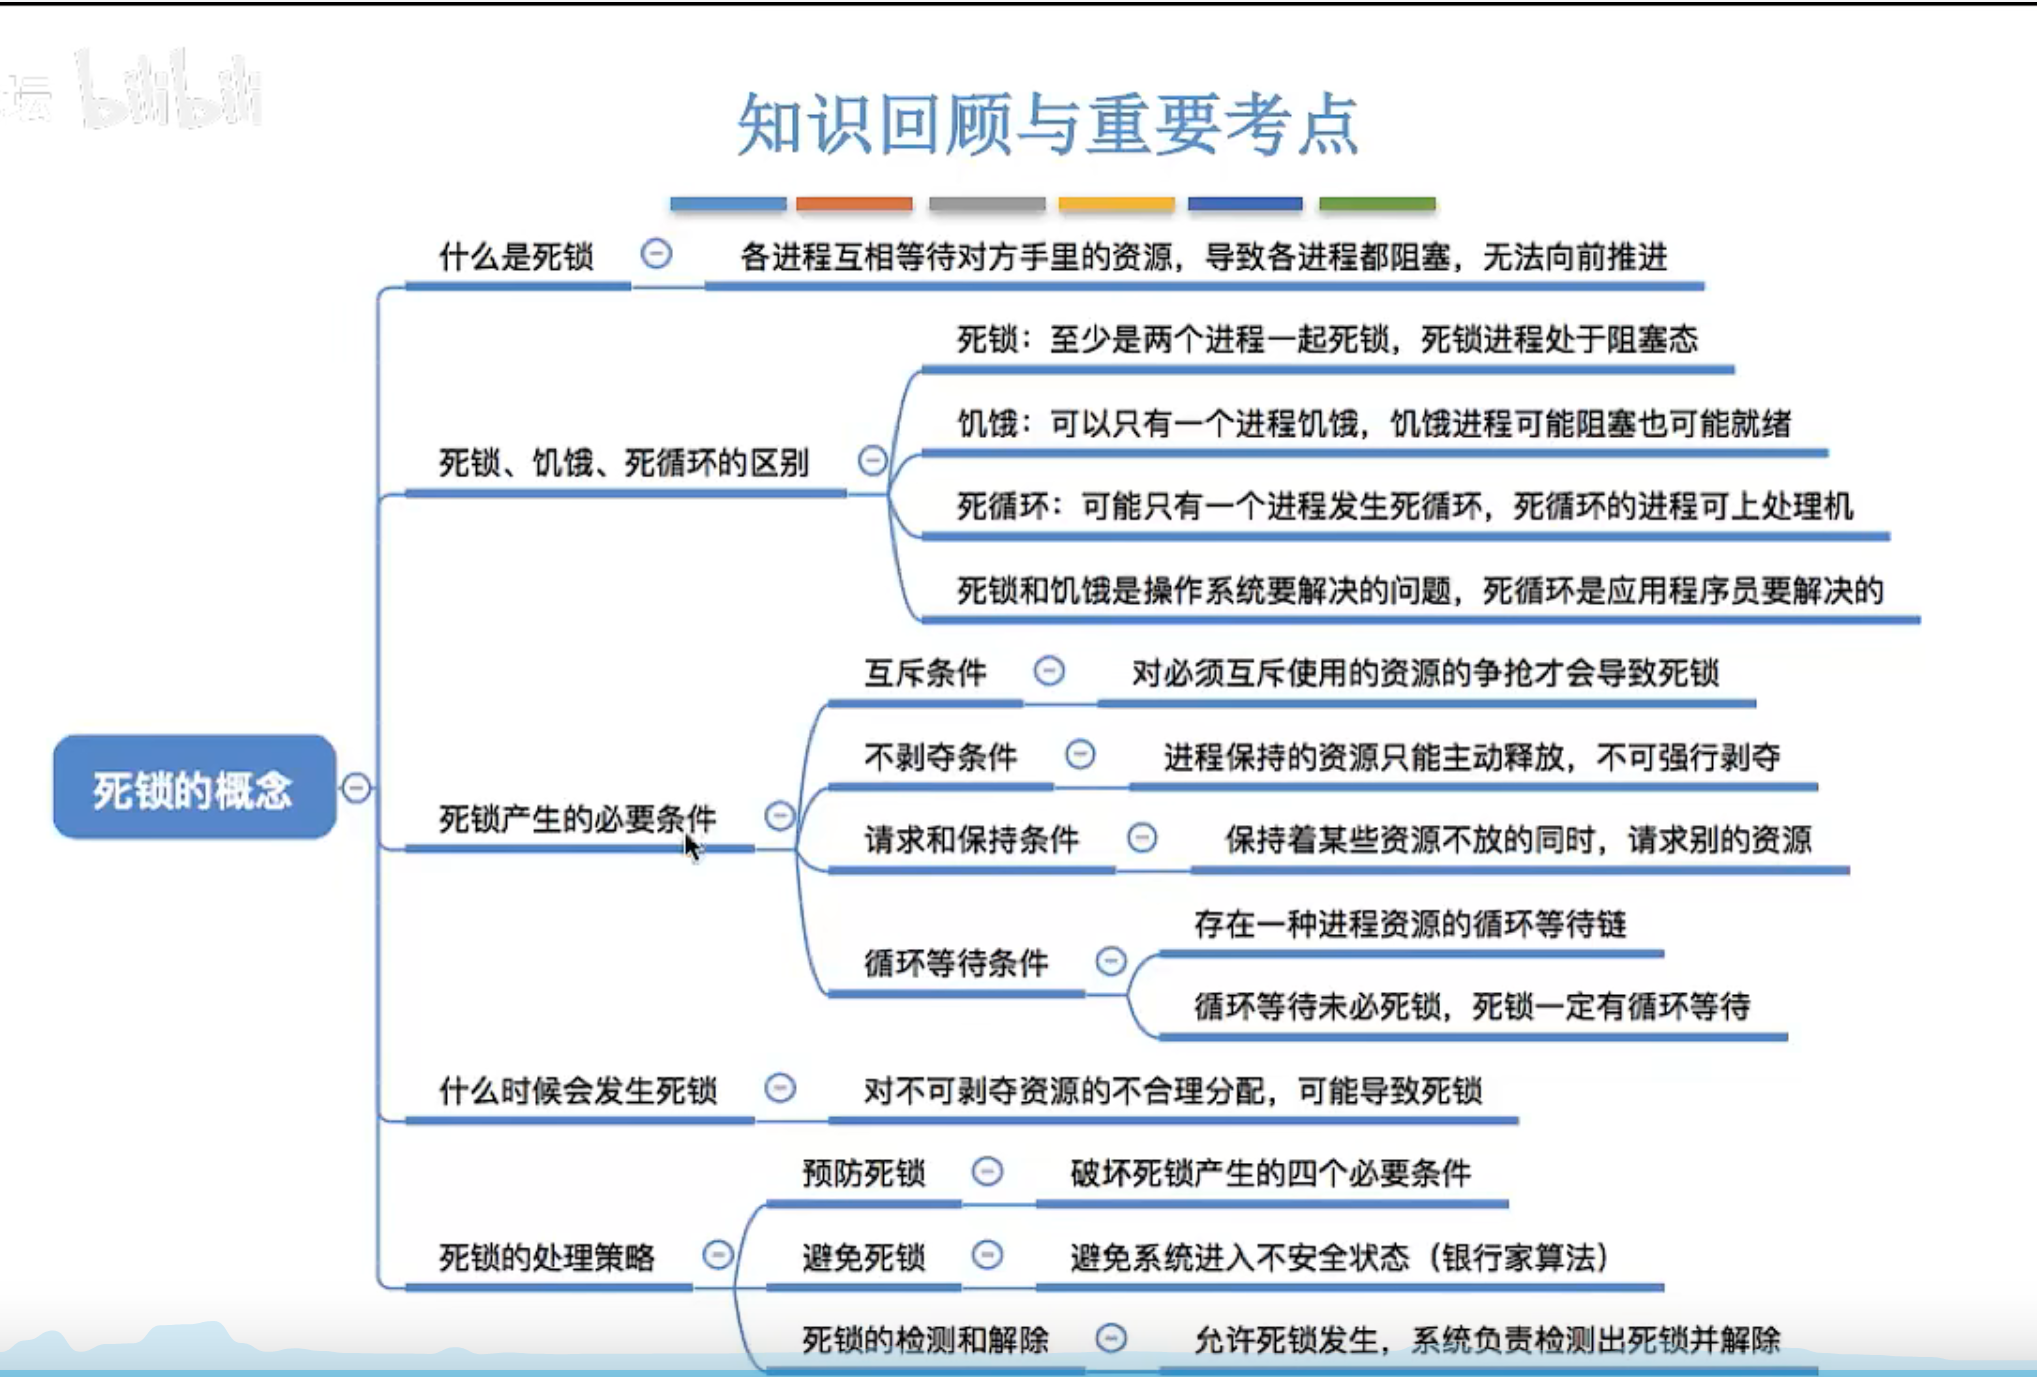 坛 bilibili
知识回顾与重要考点
什么是死锁
各进程互相等待对方手里的资源，导致各进程都阻塞，无法向前推进
死锁、饥饿、死循环的区别
死锁：至少是两个进程一起死锁，死锁进程处于阻塞态
饥饿：可以只有一个进程饥饿，饥饿进程可能阻塞也可能就绪
死循环：可能只有一个进程发生死循环，死循环的进程可上处理机
死锁和饥饿是操作系统要解决的问题，死循环是应用程序员要解决的
死锁的概念
死锁产生的必要条件
互斥条件
对必须互斥使用的资源的争抢才会导致死锁
不剥夺条件
进程保持的资源只能主动释放，不可强行剥夺
请求和保持条件
保持着某些资源不放的同时，请求别的资源
循环等待条件
存在一种进程资源的循环等待链
循环等待未必死锁，死锁一定有循环等待
什么时候会发生死锁
对不可剥夺资源的不合理分配，可能导致死锁
死锁的处理策略
预防死锁
破坏死锁产生的四个必要条件
避免死锁
避免系统进入不安全状态（银行家算法）
死锁的检测和解除
允许死锁发生，系统负责检测出死锁并解除